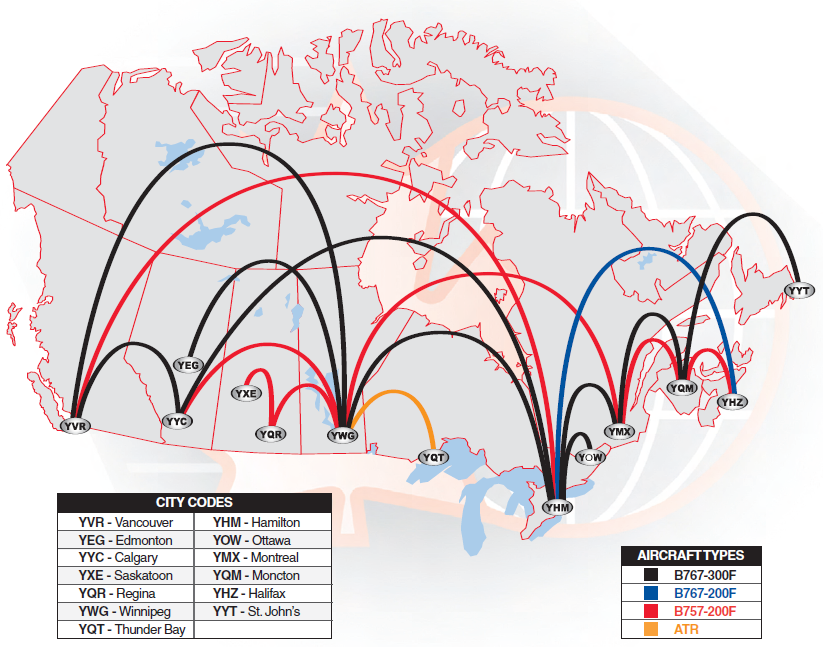 YYT
YEG
YQM
YXE
YHZ
YVR
YYC
YQR
YWG
YMX
YQT
YOW
YHM
CITY CODES
YVR - Vancouver YHM - Hamilton
YEG - Edmonton YOW - Ottawa
YYC - Calgary YMX - Montreal
YXE - Saskatoon YQM - Moncton
YQR - Regina YHZ - Halifax
YWG - Winnipeg YYT - St. John's
YQT - Thunder Bay
AIRCRAFT TYPES
B767-300F
B767-200F
B757-200F
ATR